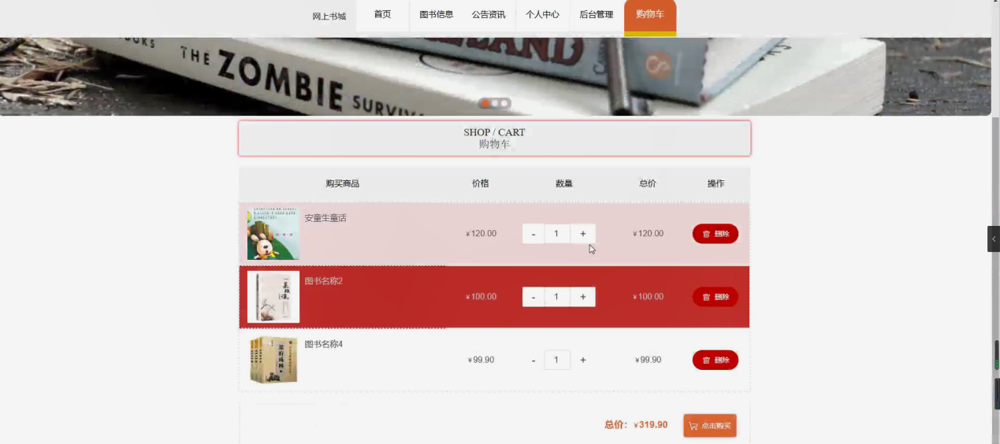 网上书城 首页 图书信息 公告资讯 个人中心 后台管理 购物车
THE ZOMBIE
SHOP / CART
购物车
购买商品 价格 数量 总价 操作
安童生童话
¥120.00 - 1 + ¥120.00 删除
图书名称2
¥100.00 - 1 + ¥100.00 删除
图书名称4
¥99.90 - 1 + ¥99.90 删除
总价：¥319.90 点击购买